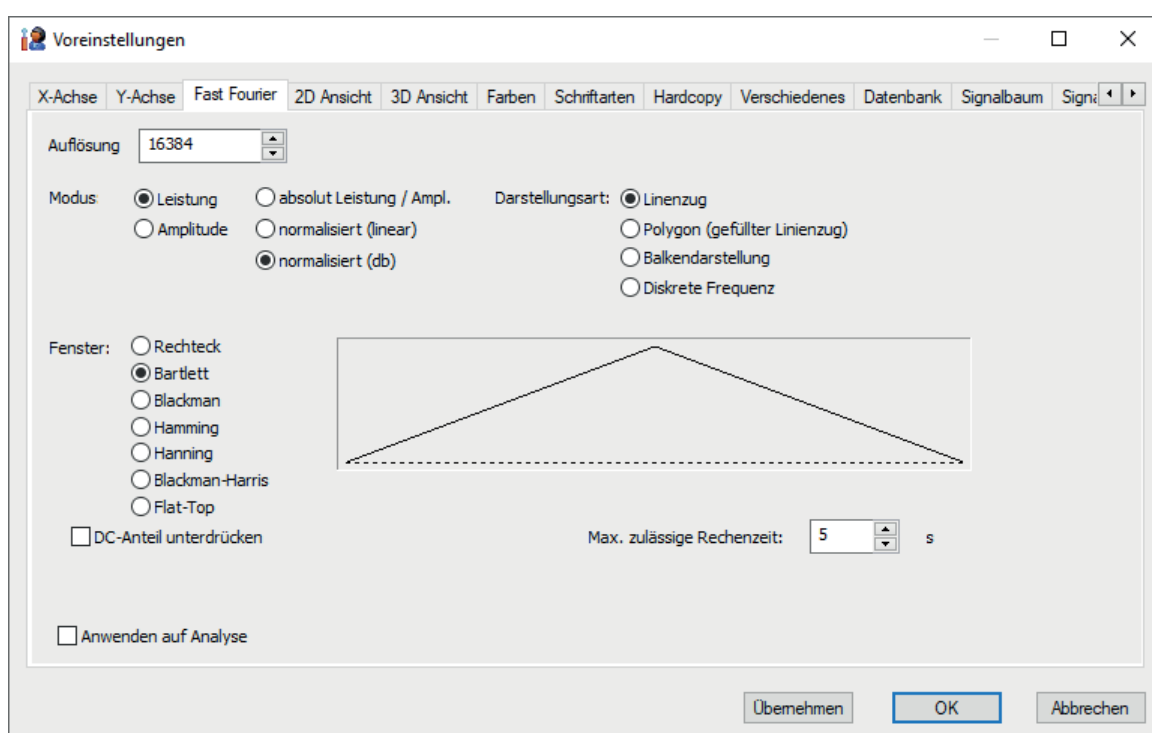 Voreinstellungen
X-Achse Y-Achse Fast Fourier 2D Ansicht 3D Ansicht Farben Schriftarten Hardcopy Verschiedenes Datenbank Signalbaum
Auflösung 16384
Modus Leistung absolut Leistung / Ampl. Darstellungsart: Linenzug
Amplitude normalisiert (linear) Polygon (gefüllter Linienzug)
normalisiert (db) Balkendarstellung
Diskrete Frequenz
Fenster: Rechteck
Bartlett
Blackman
Hamming
Hanning
Blackman-Harris
Flat-Top
DC-Anteil unterdrücken Max. zulässige Rechenzeit: 5 s
Anwenden auf Analyse
Übernehmen OK Abbrechen